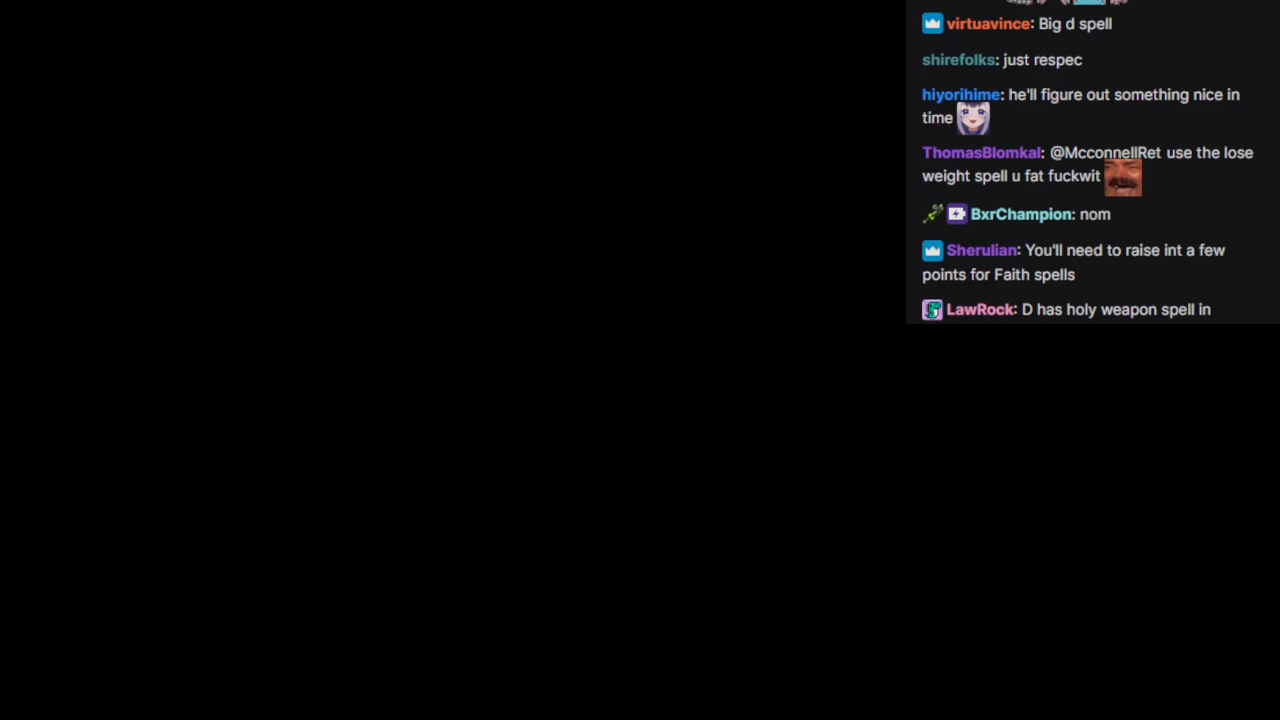 virtuavince: Big d spell
shirefolks: just respec
hiyorihime: he'll figure out something nice in
time
ThomasBlomkal: @McconnellRet use the lose
weight spell u fat fuckwit
BxrChampion: nom
Sherulian: You'll need to raise int a few
points for Faith spells
LawRock: D has holy weapon spell in